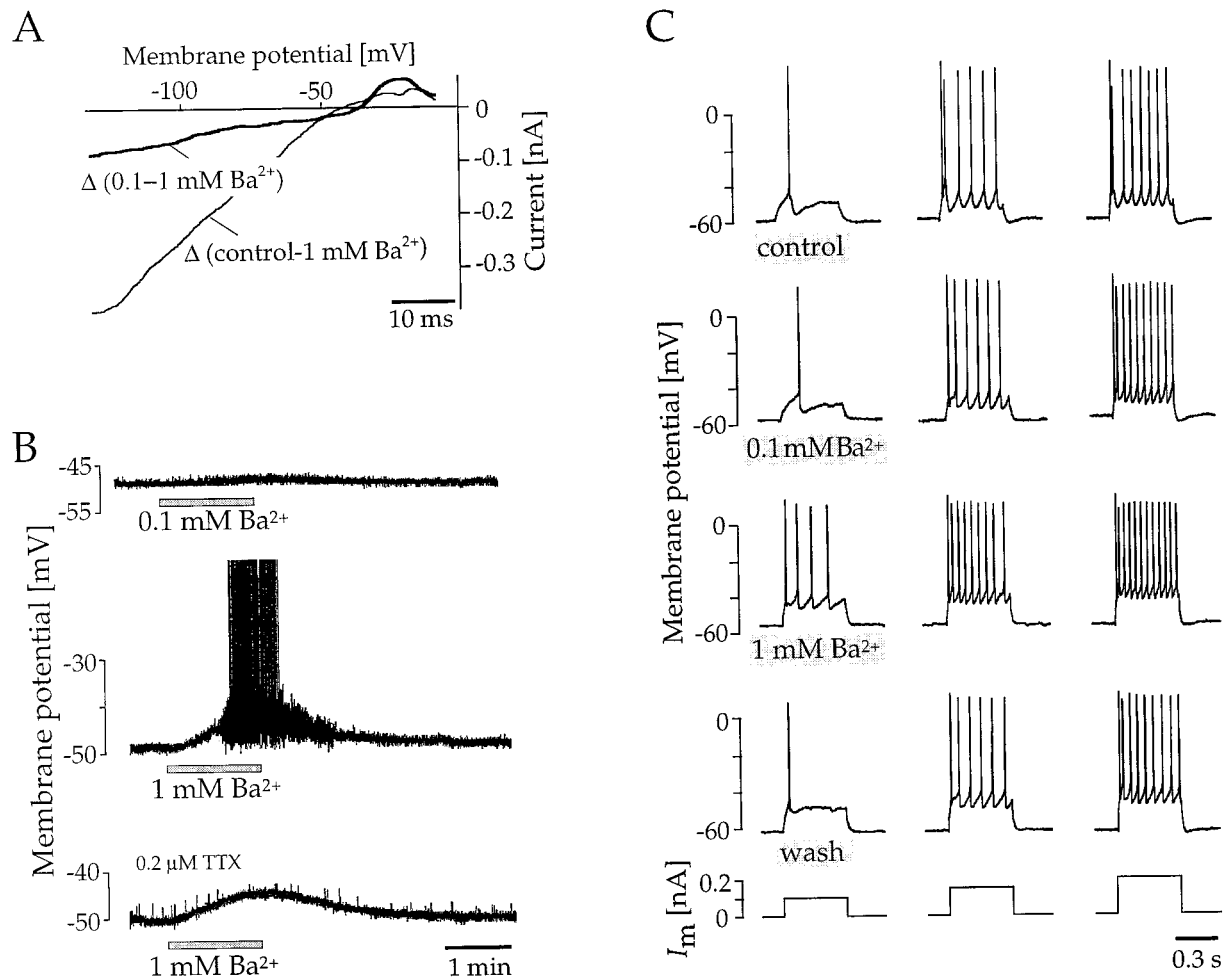 A
Membrane potential [mV]
-100
-50
0
-0.1
-0.2
-0.3
Current [nA]
Δ (0.1–1 mM Ba²⁺)
Δ (control-1 mM Ba²⁺)
10 ms
B
Membrane potential [mV]
-45
-55
0.1 mM Ba²⁺
-30
-50
1 mM Ba²⁺
0.2 µM TTX
-40
-50
1 mM Ba²⁺
1 min
C
Membrane potential [mV]
0
-60
control
0
-60
0.1mMBa²⁺
0
-60
1 mM Ba²⁺
0
-60
wash
Im [nA]
0.2
0
0.3 s